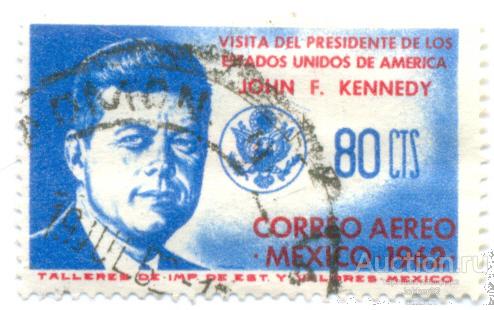 VISITA DEL PRESIDENTE DE LOS
ESTADOS UNIDOS DE AMERICA
JOHN F. KENNEDY
80 CTS
CORREO AEREO
·MEXICO 1962
TALLERES DE IMP. DE EST. Y VALORES-MEXICO
Аукцион.ru